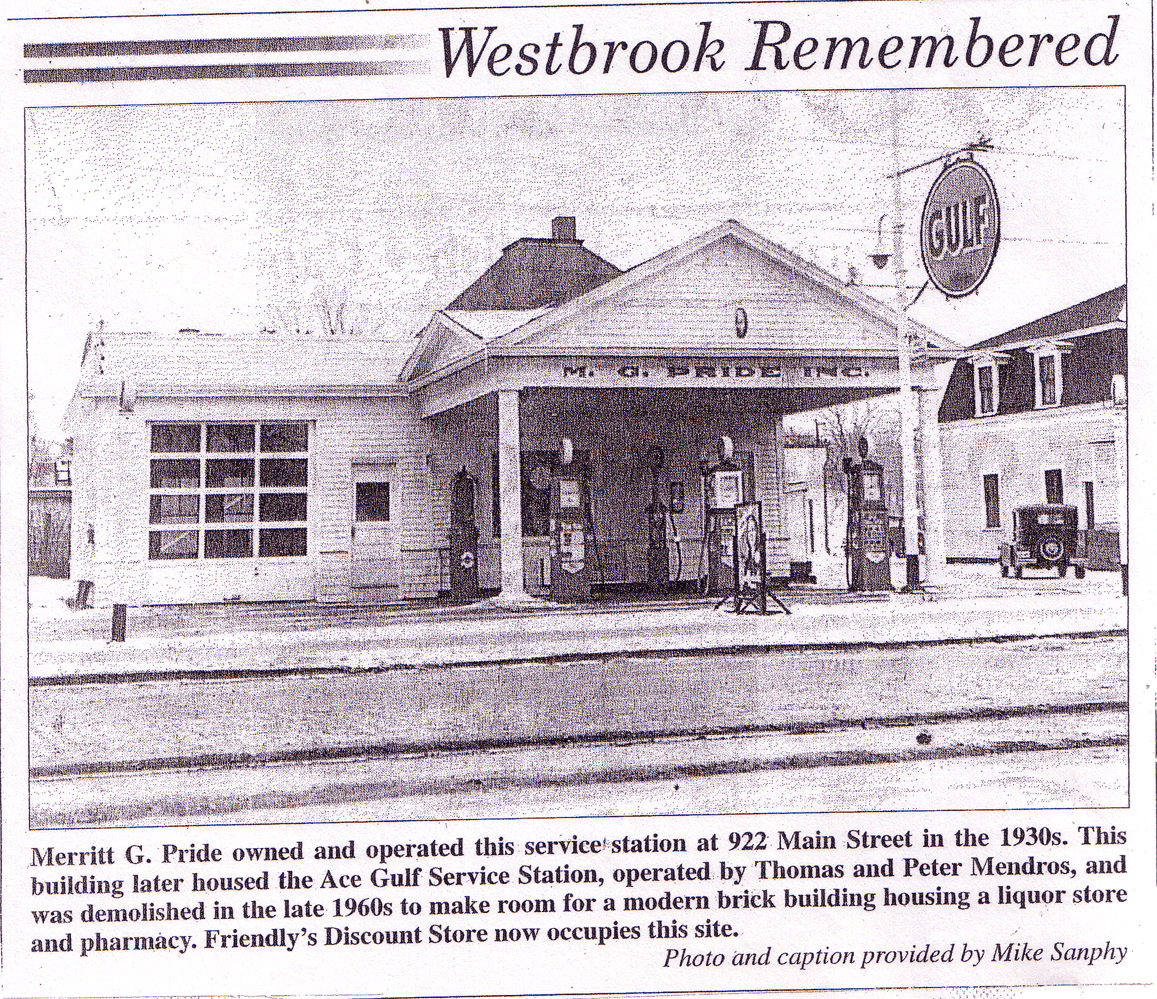 Westbrook Remembered
GULF
M. G. PRIDE INC.
Merritt G. Pride owned and operated this service station at 922 Main Street in the 1930s. This
building later housed the Ace Gulf Service Station, operated by Thomas and Peter Mendros, and
was demolished in the late 1960s to make room for a modern brick building housing a liquor store
and pharmacy. Friendly's Discount Store now occupies this site.
Photo and caption provided by Mike Sanphy